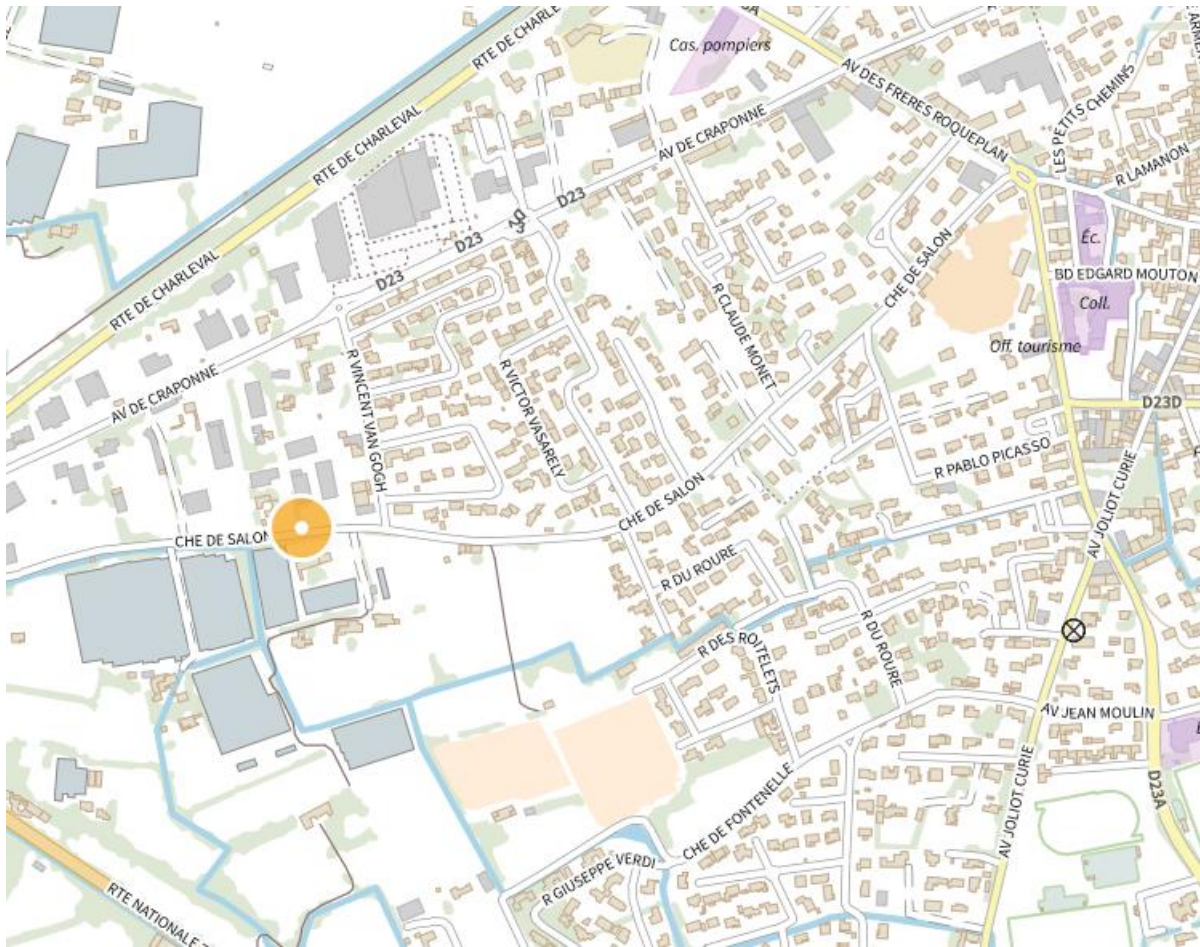 RTE DE CHARLE
Cas. pompiers
AV DES FRERES ROQUEPLAN
LES PETITS CHEMINS
RTE DE CHARLEVAL
AV DE CRAPONNE
R LAMANON
D23
D23
D23
Éc.
CHE DE SALON
BD EDGARD MOUTON
RTE DE CHARLEVAL
Coll.
R CLAUDE MONET
Off. tourisme
AV DE CRAPONNE
R VINCENT VAN GOGH
R VICTOR VASARELY
D23D
R PABLO PICASSO
CHE DE SALON
AV JOLIOT CURIE
CHE DE SALON
R DU ROURE
R DES ROITELETS
R DU ROURE
AV JEAN MOULIN
D23A
AV JOLIOT CURIE
CHE DE FONTENELLE
R GIUSEPPE VERDI
RTE NATIONALE